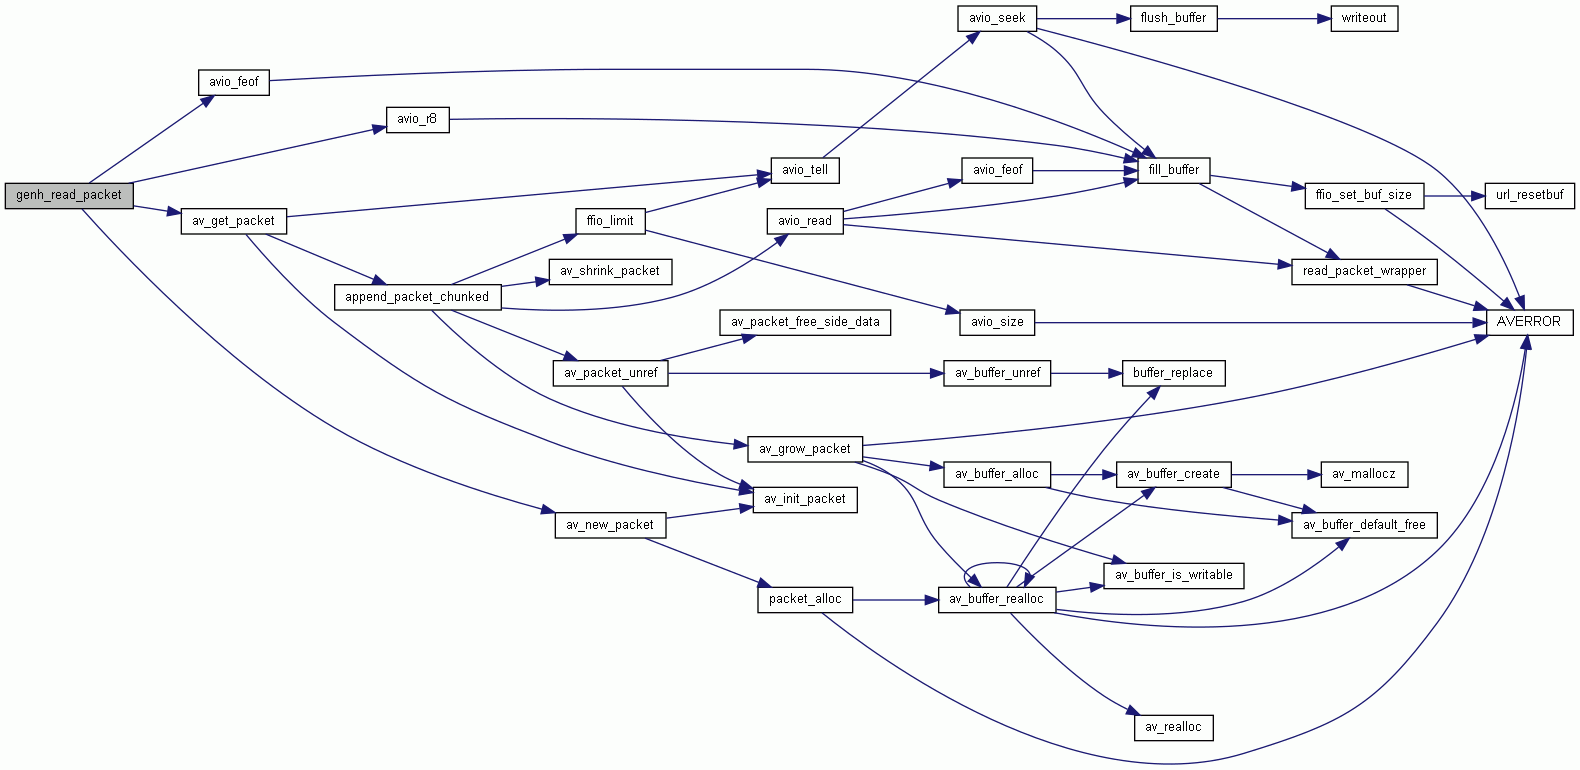 avio_seek
flush_buffer
writeout
avio_feof
avio_r8
avio_tell
avio_feof
fill_buffer
genh_read_packet
ffio_set_buf_size
url_resetbuf
av_get_packet
ffio_limit
avio_read
av_shrink_packet
read_packet_wrapper
append_packet_chunked
av_packet_free_side_data
avio_size
AVERROR
av_packet_unref
av_buffer_unref
buffer_replace
av_grow_packet
av_buffer_alloc
av_buffer_create
av_mallocz
av_init_packet
av_new_packet
av_buffer_default_free
av_buffer_is_writable
packet_alloc
av_buffer_realloc
av_realloc